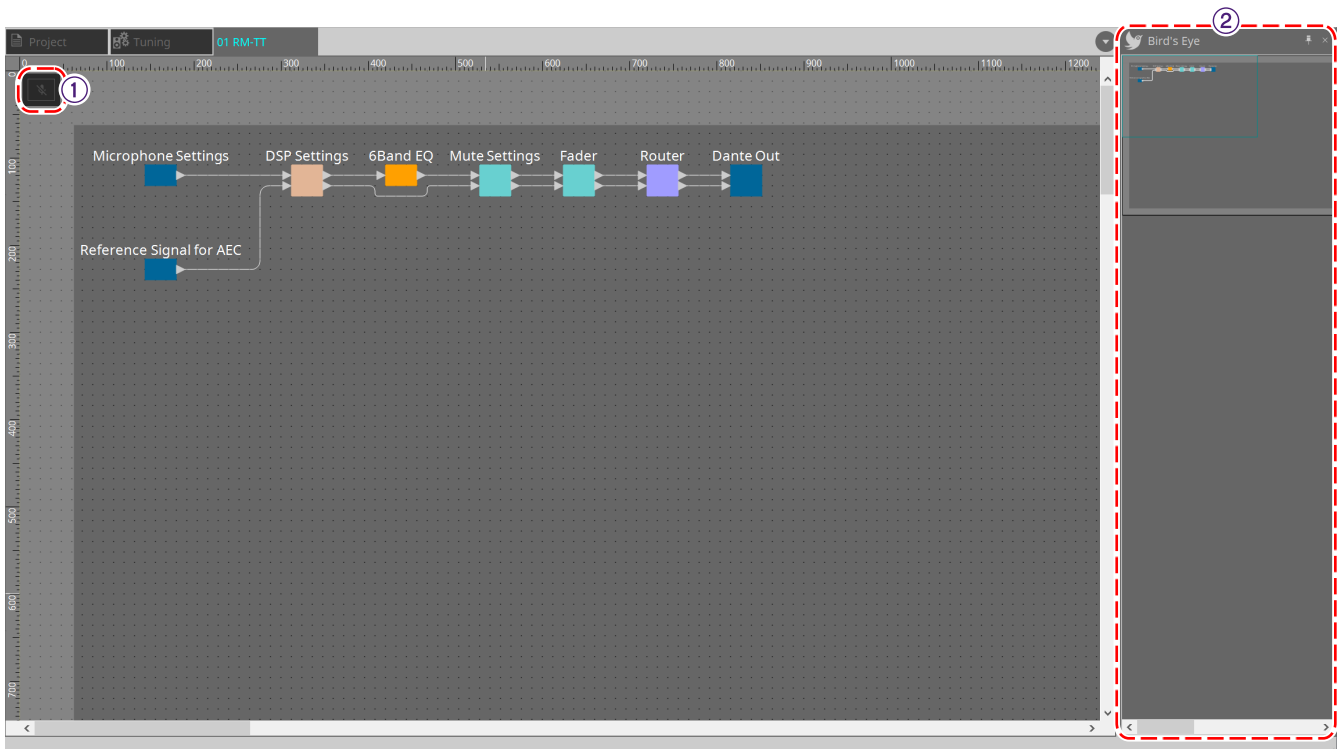 ②
Project
Tuning
01 RM-TT
Bird's Eye
0 100 200 300 400 500 600 700 800 900 1000 1100 1200
①
0
100
200
300
400
500
600
700
Microphone Settings
DSP Settings
6Band EQ
Mute Settings
Fader
Router
Dante Out
Reference Signal for AEC